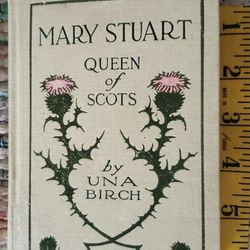 MARY STUART
QUEEN
of
SCOTS
by
UNA
BIRCH
1
2
3
4
5